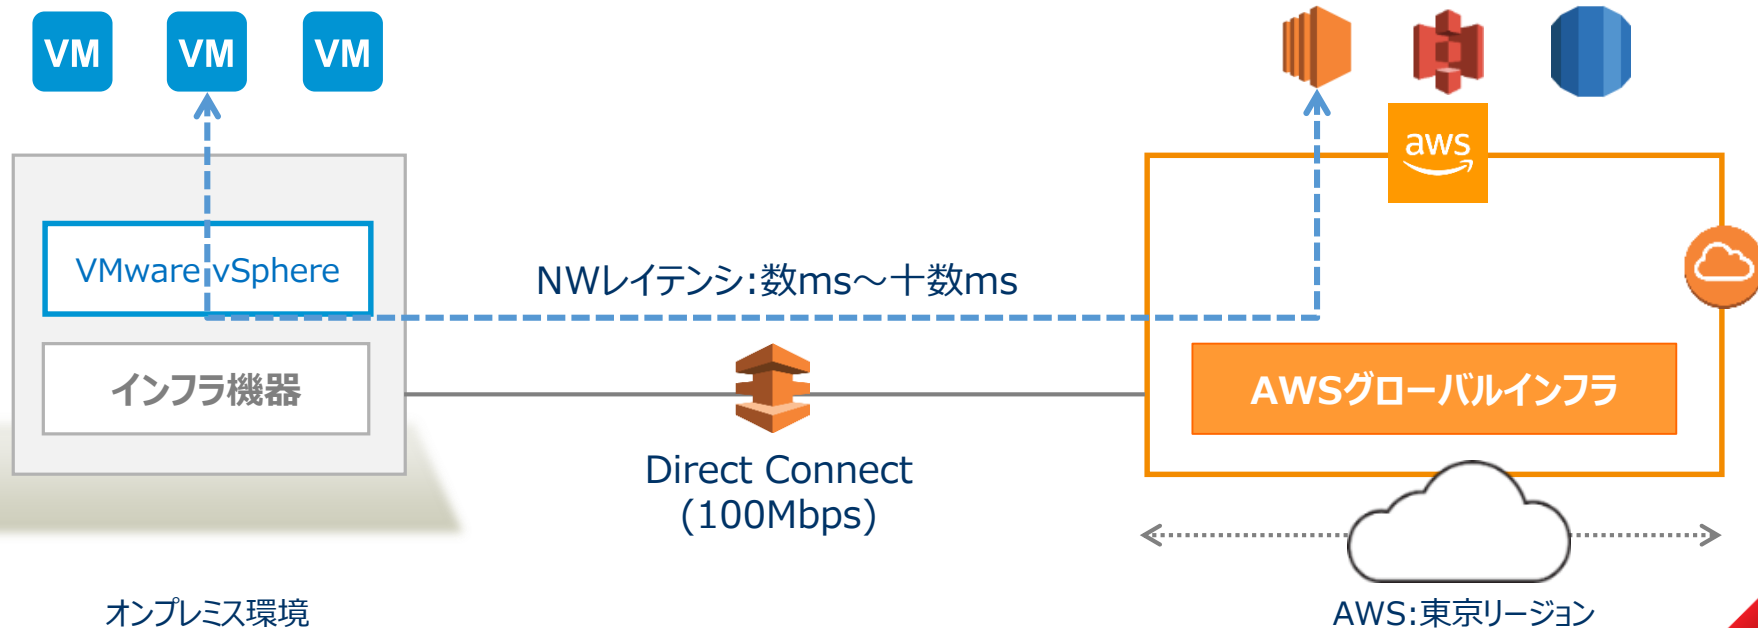 VM
VM
VM
aws
VMware vSphere
NWレイテンシ:数ms～十数ms
インフラ機器
AWSグローバルインフラ
Direct Connect
(100Mbps)
オンプレミス環境
AWS:東京リージョン